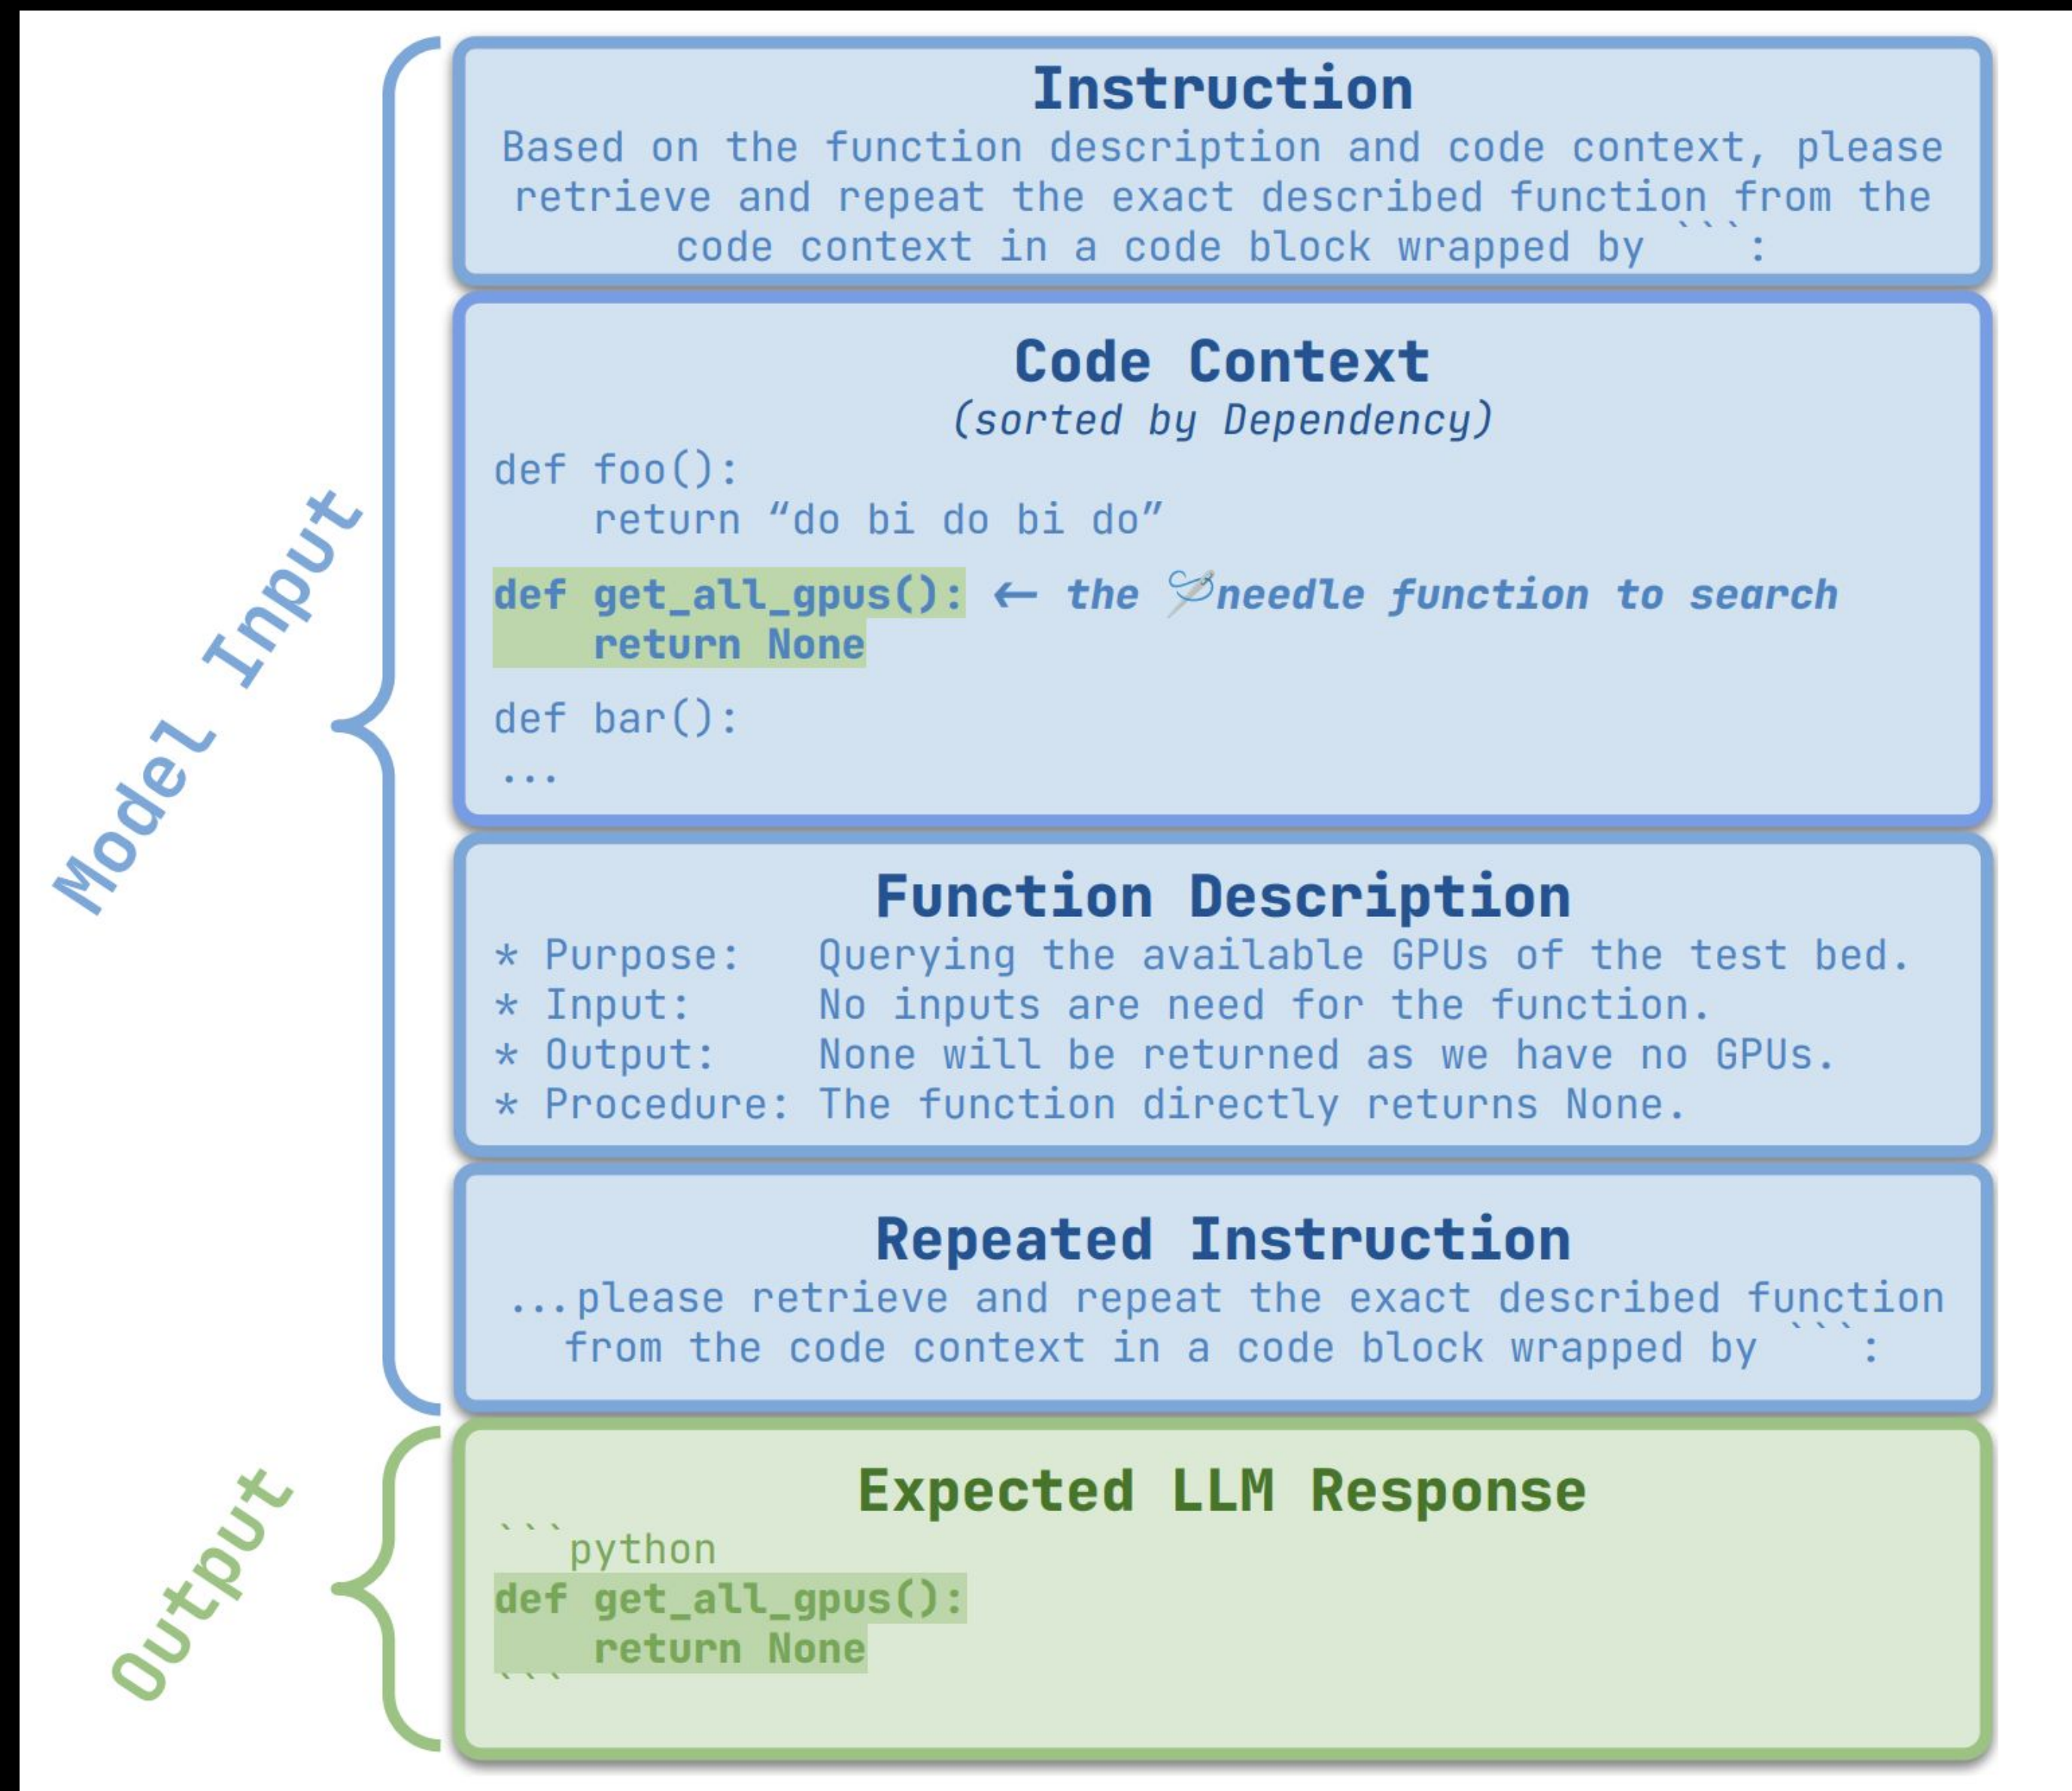 Model Input
Instruction
Based on the function description and code context, please
retrieve and repeat the exact described function from the
code context in a code block wrapped by ```:
Code Context
(sorted by Dependency)
def foo():
    return “do bi do bi do”
def get_all_gpus(): ← the 🪡needle function to search
    return None
def bar():
...
Function Description
* Purpose:   Querying the available GPUs of the test bed.
* Input:     No inputs are need for the function.
* Output:    None will be returned as we have no GPUs.
* Procedure: The function directly returns None.
Repeated Instruction
...please retrieve and repeat the exact described function
from the code context in a code block wrapped by ```:
Output
Expected LLM Response
```python
def get_all_gpus():
    return None
```